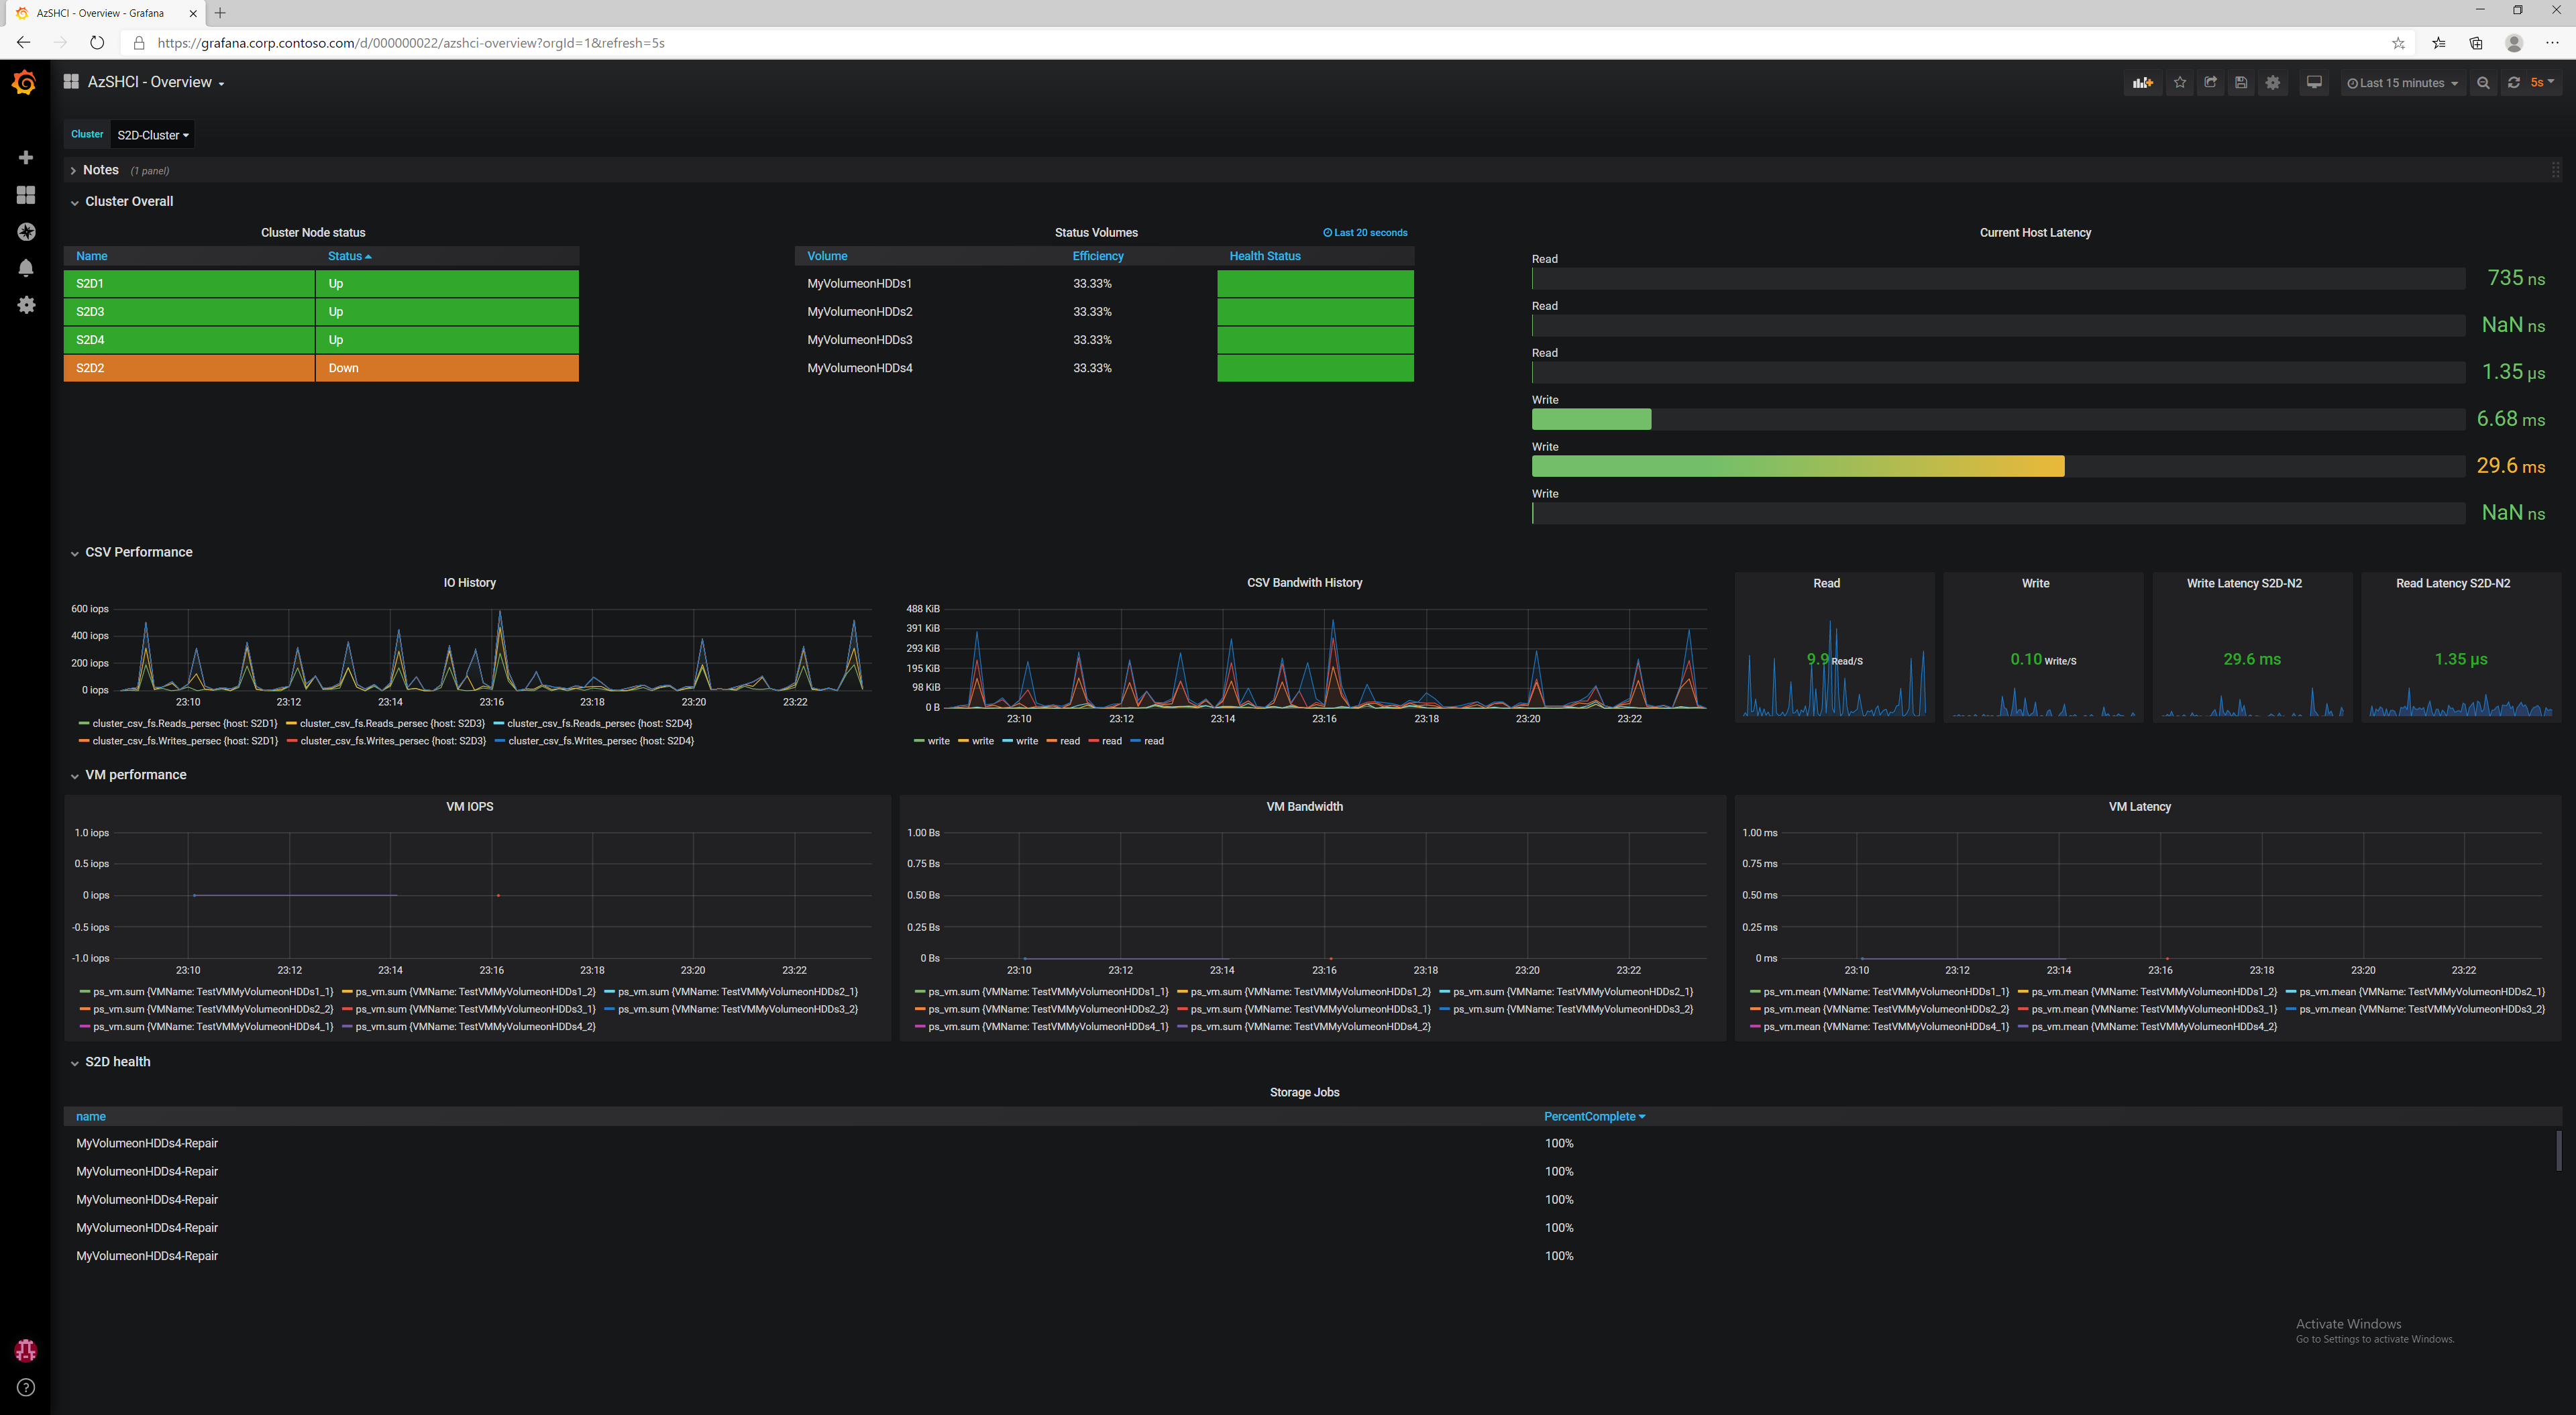 AzSHCI - Overview - Grafana
https://grafana.corp.contoso.com/d/000000022/azshci-overview?orgId=1&refresh=5s
AzSHCI - Overview
Last 15 minutes
5s
Cluster S2D-Cluster
Notes (1 panel)
Cluster Overall
Cluster Node status
Name Status
S2D1 Up
S2D3 Up
S2D4 Up
S2D2 Down
Status Volumes
Last 20 seconds
Volume Efficiency Health Status
MyVolumeonHDDs1 33.33%
MyVolumeonHDDs2 33.33%
MyVolumeonHDDs3 33.33%
MyVolumeonHDDs4 33.33%
Current Host Latency
Read
735 ns
Read
NaN ns
Read
1.35 µs
Write
6.68 ms
Write
29.6 ms
Write
NaN ns
CSV Performance
IO History
600 iops
400 iops
200 iops
0 iops
23:10 23:12 23:14 23:16 23:18 23:20 23:22
cluster_csv_fs.Reads_persec {host: S2D1} cluster_csv_fs.Reads_persec {host: S2D3} cluster_csv_fs.Reads_persec {host: S2D4}
cluster_csv_fs.Writes_persec {host: S2D1} cluster_csv_fs.Writes_persec {host: S2D3} cluster_csv_fs.Writes_persec {host: S2D4}
CSV Bandwith History
488 KiB
391 KiB
293 KiB
195 KiB
98 KiB
0 B
23:10 23:12 23:14 23:16 23:18 23:20 23:22
write write write read read read
Read
9.9 Read/S
Write
0.10 Write/S
Write Latency S2D-N2
29.6 ms
Read Latency S2D-N2
1.35 µs
VM performance
VM IOPS
1.0 iops
0.5 iops
0 iops
-0.5 iops
-1.0 iops
23:10 23:12 23:14 23:16 23:18 23:20 23:22
ps_vm.sum {VMName: TestVMMyVolumeonHDDs1_1} ps_vm.sum {VMName: TestVMMyVolumeonHDDs1_2} ps_vm.sum {VMName: TestVMMyVolumeonHDDs2_1}
ps_vm.sum {VMName: TestVMMyVolumeonHDDs2_2} ps_vm.sum {VMName: TestVMMyVolumeonHDDs3_1} ps_vm.sum {VMName: TestVMMyVolumeonHDDs3_2}
ps_vm.sum {VMName: TestVMMyVolumeonHDDs4_1} ps_vm.sum {VMName: TestVMMyVolumeonHDDs4_2}
VM Bandwidth
1.00 Bs
0.75 Bs
0.50 Bs
0.25 Bs
0 Bs
23:10 23:12 23:14 23:16 23:18 23:20 23:22
ps_vm.sum {VMName: TestVMMyVolumeonHDDs1_1} ps_vm.sum {VMName: TestVMMyVolumeonHDDs1_2} ps_vm.sum {VMName: TestVMMyVolumeonHDDs2_1}
ps_vm.sum {VMName: TestVMMyVolumeonHDDs2_2} ps_vm.sum {VMName: TestVMMyVolumeonHDDs3_1} ps_vm.sum {VMName: TestVMMyVolumeonHDDs3_2}
ps_vm.sum {VMName: TestVMMyVolumeonHDDs4_1} ps_vm.sum {VMName: TestVMMyVolumeonHDDs4_2}
VM Latency
1.00 ms
0.75 ms
0.50 ms
0.25 ms
0 ms
23:10 23:12 23:14 23:16 23:18 23:20 23:22
ps_vm.mean {VMName: TestVMMyVolumeonHDDs1_1} ps_vm.mean {VMName: TestVMMyVolumeonHDDs1_2} ps_vm.mean {VMName: TestVMMyVolumeonHDDs2_1}
ps_vm.mean {VMName: TestVMMyVolumeonHDDs2_2} ps_vm.mean {VMName: TestVMMyVolumeonHDDs3_1} ps_vm.mean {VMName: TestVMMyVolumeonHDDs3_2}
ps_vm.mean {VMName: TestVMMyVolumeonHDDs4_1} ps_vm.mean {VMName: TestVMMyVolumeonHDDs4_2}
S2D health
Storage Jobs
name PercentComplete
MyVolumeonHDDs4-Repair 100%
MyVolumeonHDDs4-Repair 100%
MyVolumeonHDDs4-Repair 100%
MyVolumeonHDDs4-Repair 100%
MyVolumeonHDDs4-Repair 100%
Activate Windows
Go to Settings to activate Windows.